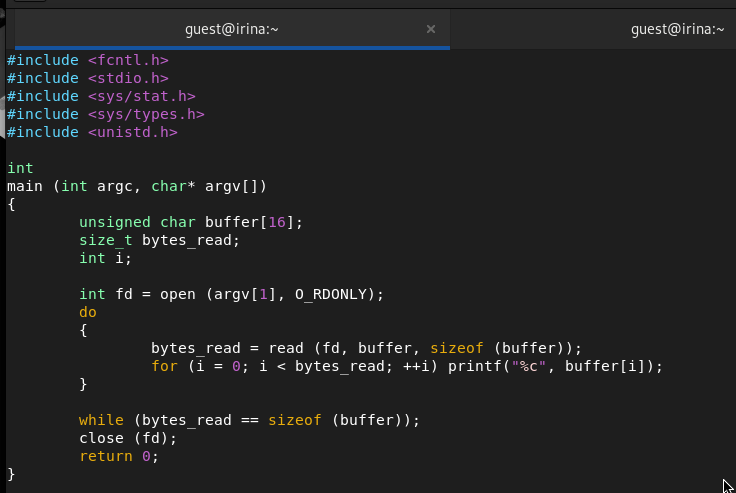 guest@irina:~ × guest@irina:~
#include <fcntl.h>
#include <stdio.h>
#include <sys/stat.h>
#include <sys/types.h>
#include <unistd.h>
int
main (int argc, char* argv[])
{
        unsigned char buffer[16];
        size_t bytes_read;
        int i;
        int fd = open (argv[1], O_RDONLY);
        do
        {
                bytes_read = read (fd, buffer, sizeof (buffer));
                for (i = 0; i < bytes_read; ++i) printf("%c", buffer[i]);
        }
        while (bytes_read == sizeof (buffer));
        close (fd);
        return 0;
}